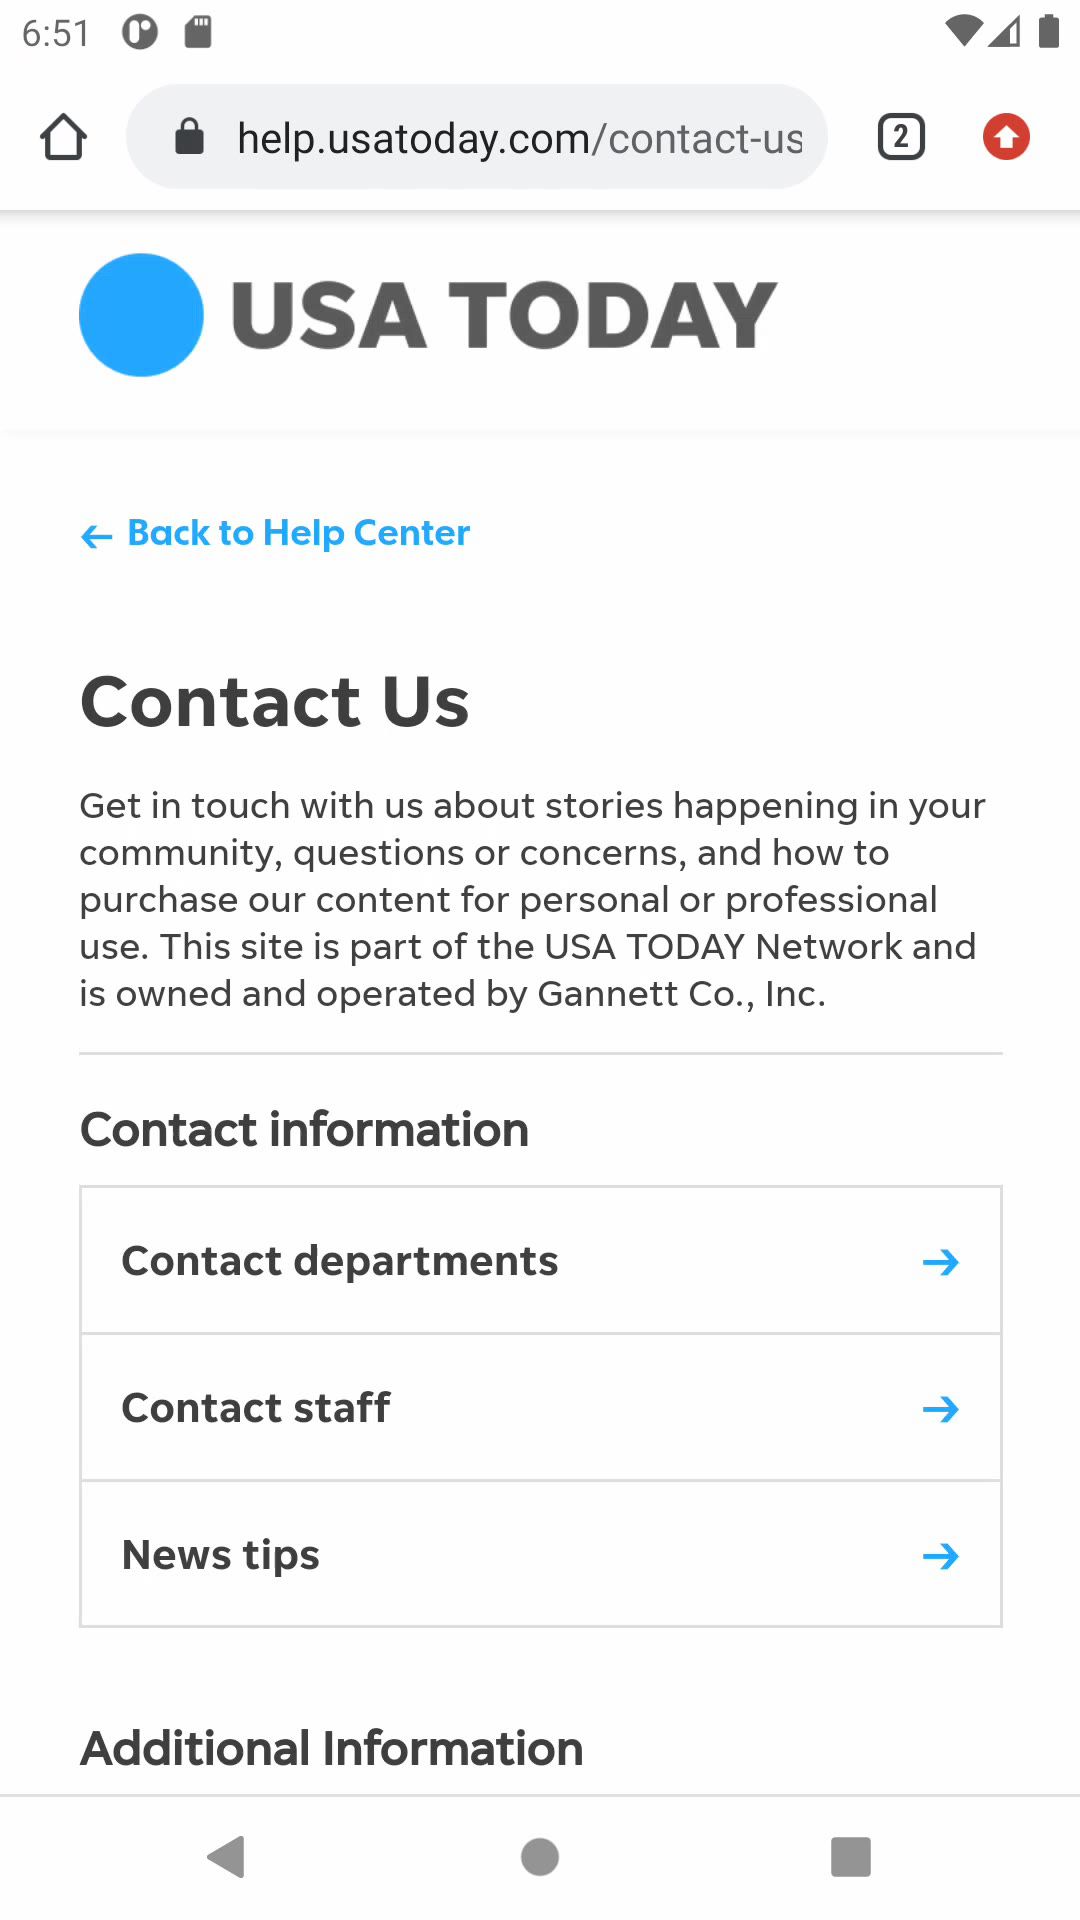 6:51
help.usatoday.com/contact-us
2
USA TODAY
← Back to Help Center
Contact Us
Get in touch with us about stories happening in your
community, questions or concerns, and how to
purchase our content for personal or professional
use. This site is part of the USA TODAY Network and
is owned and operated by Gannett Co., Inc.
Contact information
Contact departments →
Contact staff →
News tips →
Additional Information